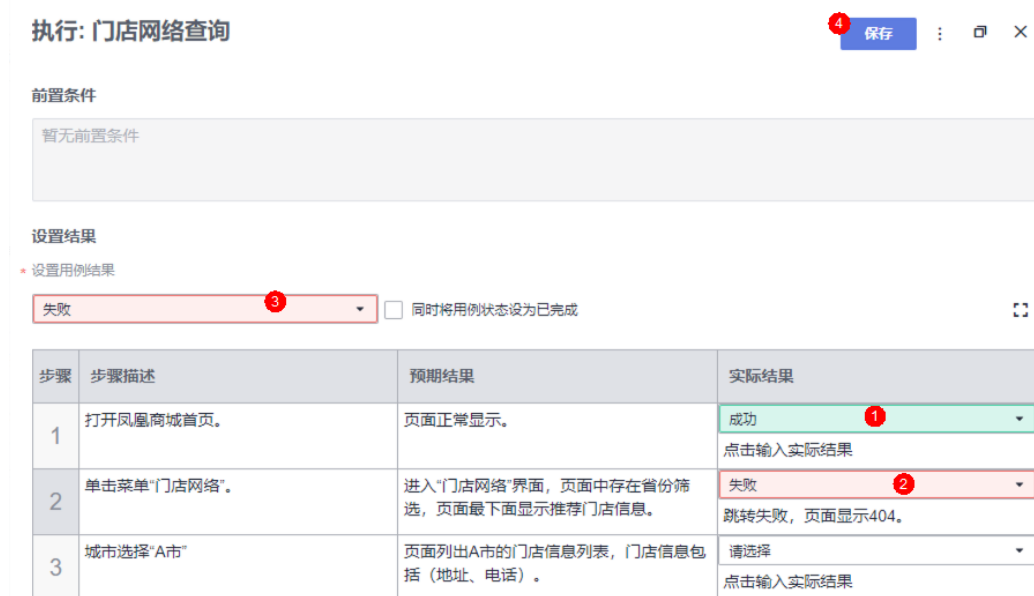 执行: 门店网络查询
4
保存
前置条件
暂无前置条件
设置结果
* 设置用例结果
失败
3
同时将用例状态设为已完成
步骤
步骤描述
预期结果
实际结果
1
打开凤凰商城首页。
页面正常显示。
成功
1
点击输入实际结果
2
单击菜单“门店网络”。
进入“门店网络”界面，页面中存在省份筛
选，页面最下面显示推荐门店信息。
失败
2
跳转失败，页面显示404。
3
城市选择“A市”
页面列出A市的门店信息列表，门店信息包
括（地址、电话）。
请选择
点击输入实际结果